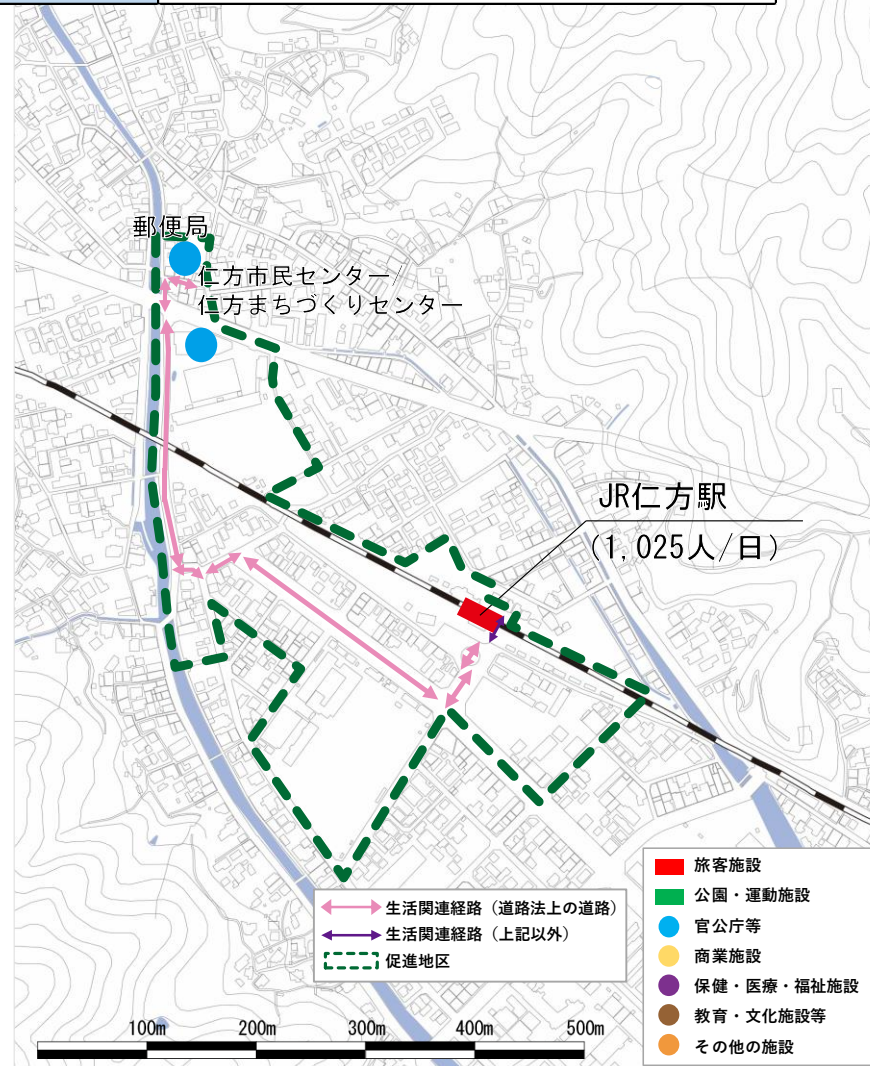 郵便局
仁方市民センター/
仁方まちづくりセンター
JR仁方駅
(1,025人/日)
生活関連経路（道路法上の道路）
生活関連経路（上記以外）
促進地区
旅客施設
公園・運動施設
官公庁等
商業施設
保健・医療・福祉施設
教育・文化施設等
その他の施設
100m 200m 300m 400m 500m